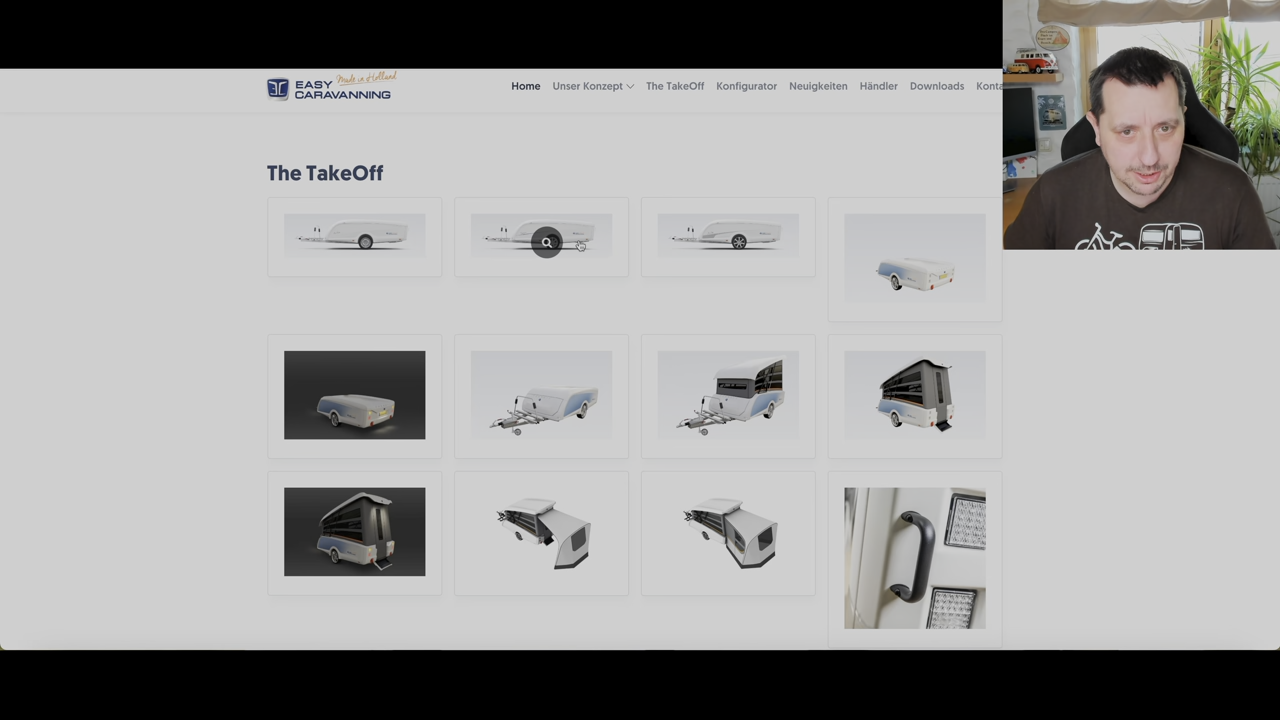 EASY
CARAVANNING
Made in Holland
Home Unser Konzept The TakeOff Konfigurator Neuigkeiten Händler Downloads Konta
The TakeOff